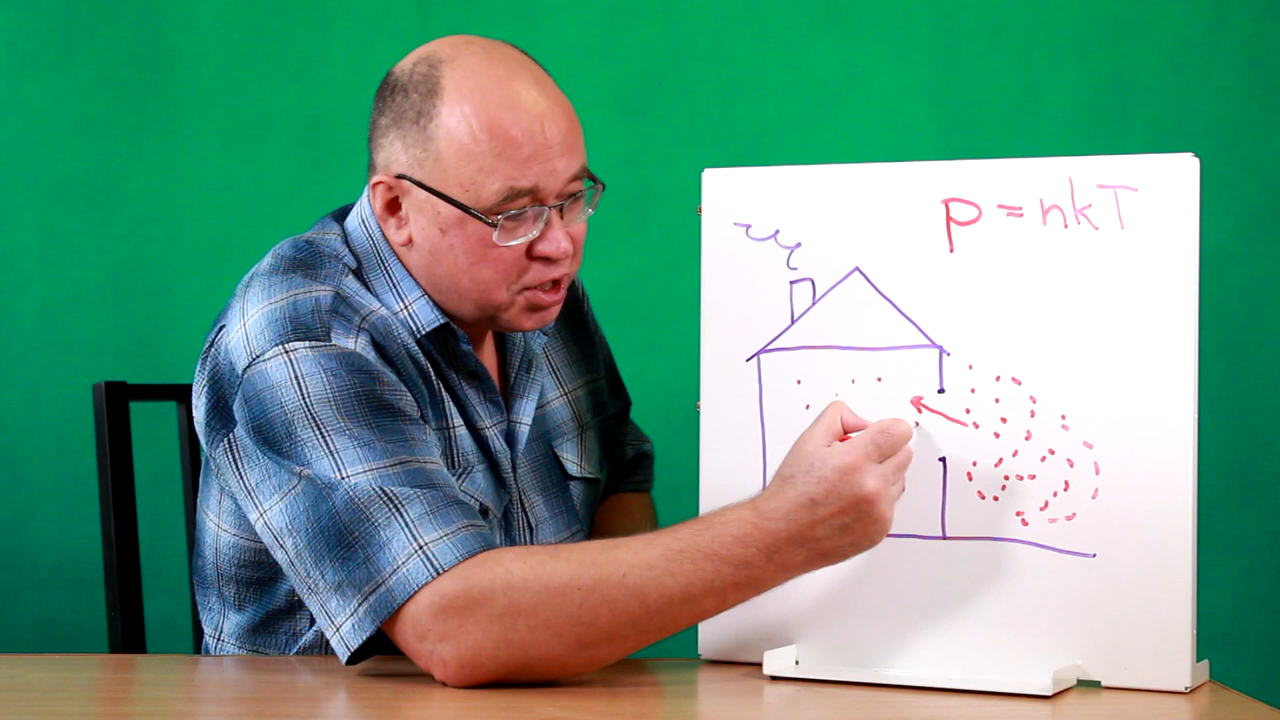 p = nkT